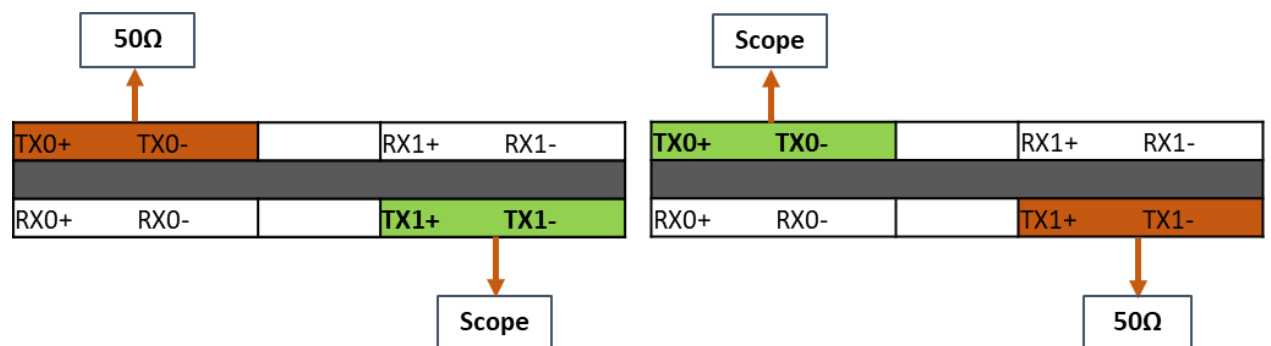 50Ω
TX0+ TX0- RX1+ RX1-
RX0+ RX0- TX1+ TX1-
Scope
Scope
TX0+ TX0- RX1+ RX1-
RX0+ RX0- TX1+ TX1-
50Ω